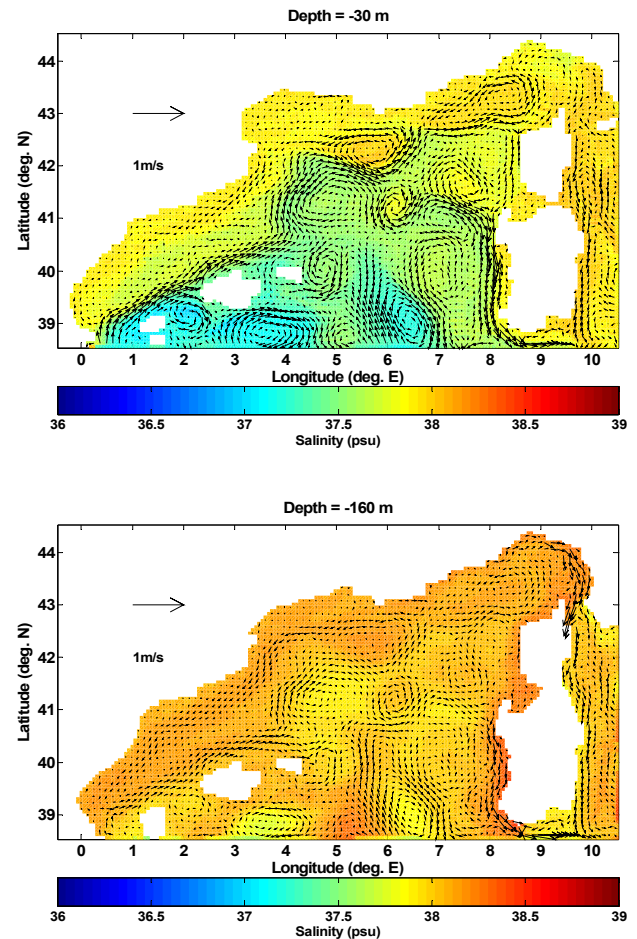 Depth = -30 m
44
43
42
41
40
39
Latitude (deg. N)
1m/s
0 1 2 3 4 5 6 7 8 9 10
Longitude (deg. E)
36 36.5 37 37.5 38 38.5 39
Salinity (psu)
Depth = -160 m
44
43
42
41
40
39
Latitude (deg. N)
1m/s
0 1 2 3 4 5 6 7 8 9 10
Longitude (deg. E)
36 36.5 37 37.5 38 38.5 39
Salinity (psu)